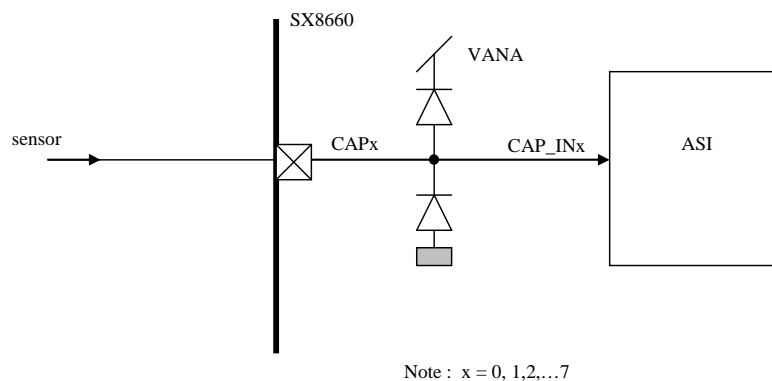 SX8660
VANA
sensor
CAPx
CAP_INx
ASI
Note : x = 0, 1,2,…7